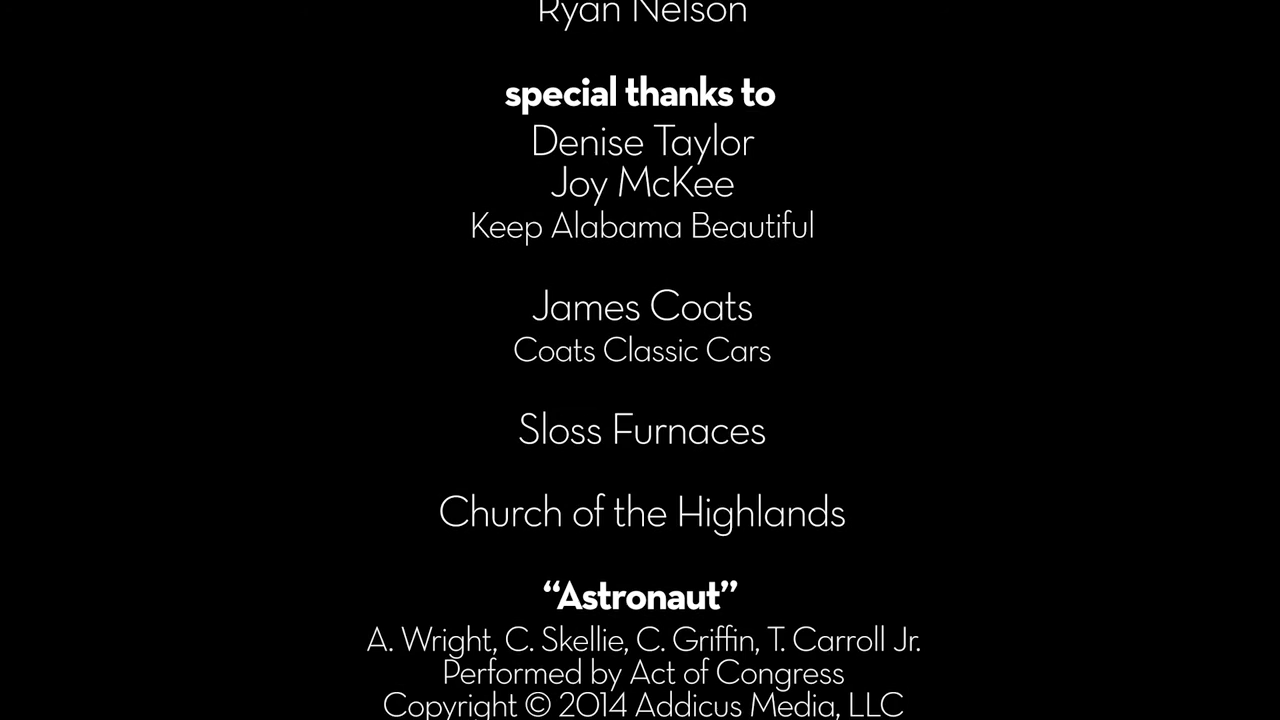 Ryan Nelson
special thanks to
Denise Taylor
Joy McKee
Keep Alabama Beautiful
James Coats
Coats Classic Cars
Sloss Furnaces
Church of the Highlands
“Astronaut”
A. Wright, C. Skellie, C. Griffin, T. Carroll Jr.
Performed by Act of Congress
Copyright © 2014 Addicus Media, LLC